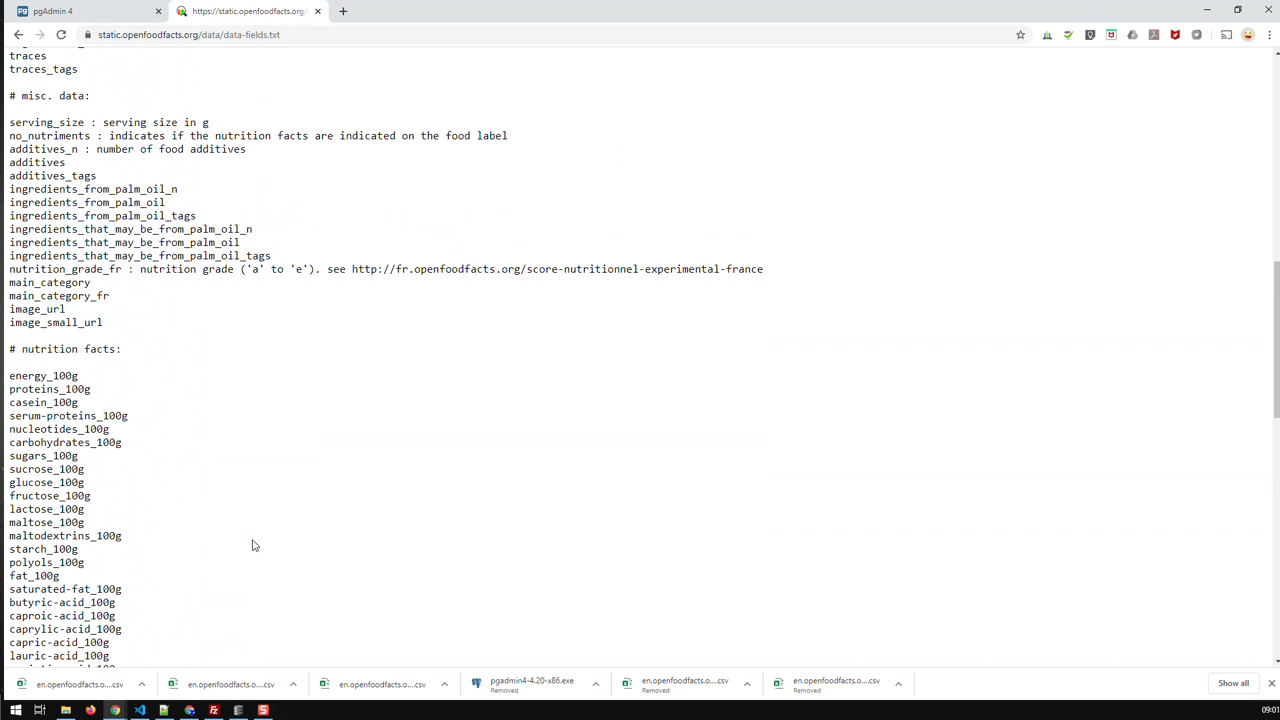 pgAdmin 4
https://static.openfoodfacts.org/
static.openfoodfacts.org/data/data-fields.txt
traces
traces_tags
# misc. data:
serving_size : serving size in g
no_nutriments : indicates if the nutrition facts are indicated on the food label
additives_n : number of food additives
additives
additives_tags
ingredients_from_palm_oil_n
ingredients_from_palm_oil
ingredients_from_palm_oil_tags
ingredients_that_may_be_from_palm_oil_n
ingredients_that_may_be_from_palm_oil
ingredients_that_may_be_from_palm_oil_tags
nutrition_grade_fr : nutrition grade ('a' to 'e'). see http://fr.openfoodfacts.org/score-nutritionnel-experimental-france
main_category
main_category_fr
image_url
image_small_url
# nutrition facts:
energy_100g
proteins_100g
casein_100g
serum-proteins_100g
nucleotides_100g
carbohydrates_100g
sugars_100g
sucrose_100g
glucose_100g
fructose_100g
lactose_100g
maltose_100g
maltodextrins_100g
starch_100g
polyols_100g
fat_100g
saturated-fat_100g
butyric-acid_100g
caproic-acid_100g
caprylic-acid_100g
capric-acid_100g
lauric-acid_100g
en.openfoodfacts.o....csv
en.openfoodfacts.o....csv
en.openfoodfacts.o....csv
pgadmin4-4.20-x86.exe
Removed
en.openfoodfacts.o....csv
Removed
en.openfoodfacts.o....csv
Removed
Show all
09:01